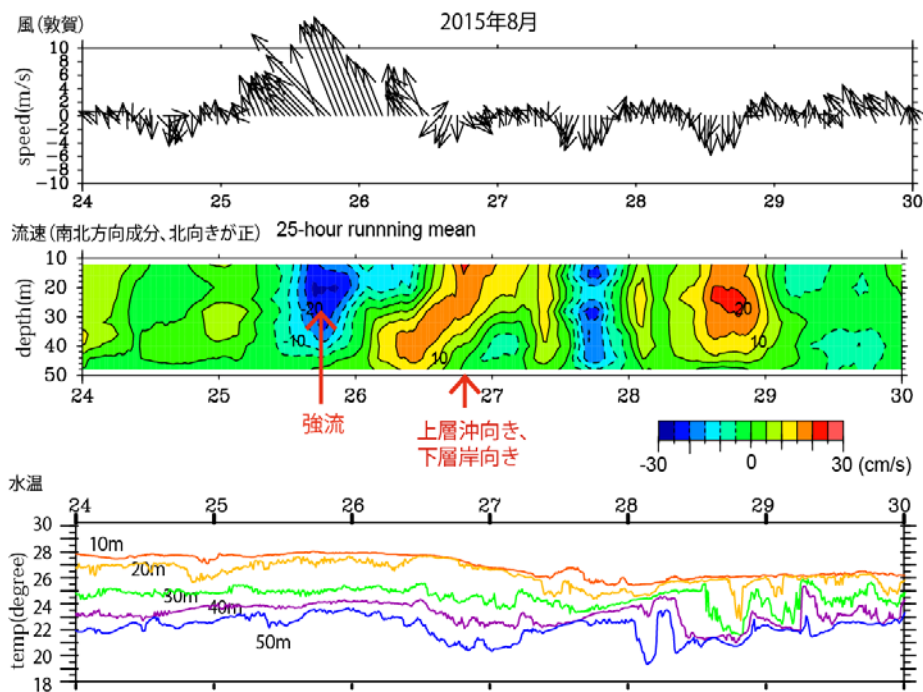 風(敦賀)
2015年8月
speed(m/s)
10
8
6
4
2
0
-2
-4
-6
-8
-10
24 25 26 27 28 29 30
流速(南北方向成分、北向きが正) 25-hour runnning mean
depth(m)
10
20
30
40
50
20
10
10
20
10
24 25 26 27 28 29 30
強流
上層沖向き、
下層岸向き
-30 0 30 (cm/s)
水温
24 25 26 27 28 29 30
temp(degree)
30
28
26
24
22
20
18
10m
20m
30m
40m
50m